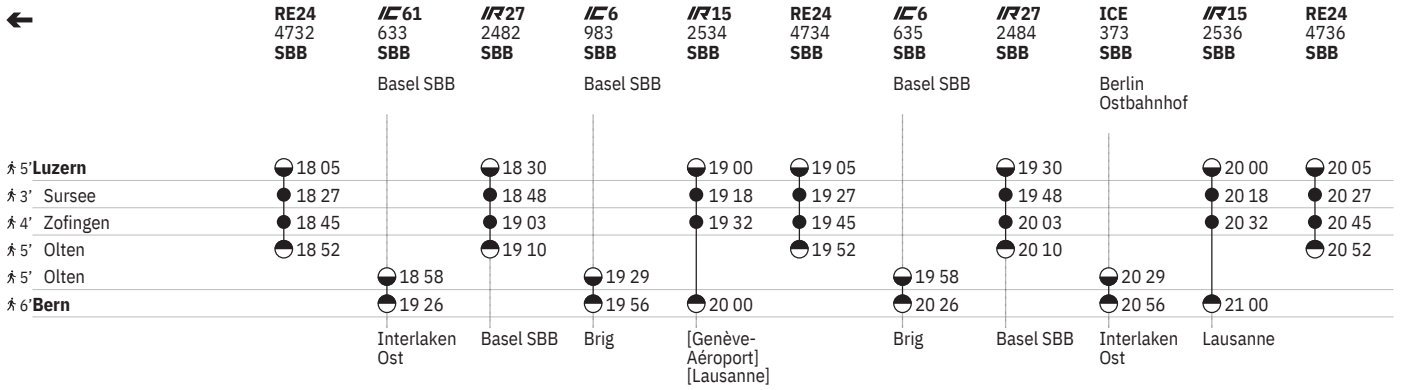 RE24 IC61 IR27 IC6 IR15 RE24 IC6 IR27 ICE IR15 RE24
4732 633 2482 983 2534 4734 635 2484 373 2536 4736
SBB SBB SBB SBB SBB SBB SBB SBB SBB SBB SBB
Basel SBB Basel SBB Basel SBB Berlin
Ostbahnhof
5' Luzern 18 05 18 30 19 00 19 05 19 30 20 00 20 05
3' Sursee 18 27 18 48 19 18 19 27 19 48 20 18 20 27
4' Zofingen 18 45 19 03 19 32 19 45 20 03 20 32 20 45
5' Olten 18 52 19 10 19 52 20 10 20 52
5' Olten 18 58 19 29 19 58 20 29
6' Bern 19 26 19 56 20 00 20 26 20 56 21 00
Interlaken Basel SBB Brig [Genève- Brig Basel SBB Interlaken Lausanne
Ost Aéroport] Ost
[Lausanne]